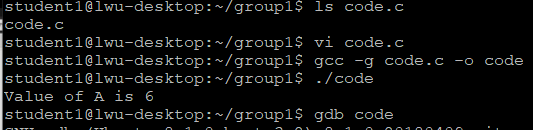 student1@lwu-desktop:~/group1$ ls code.c
code.c
student1@lwu-desktop:~/group1$ vi code.c
student1@lwu-desktop:~/group1$ gcc -g code.c -o code
student1@lwu-desktop:~/group1$ ./code
Value of A is 6
student1@lwu-desktop:~/group1$ gdb code